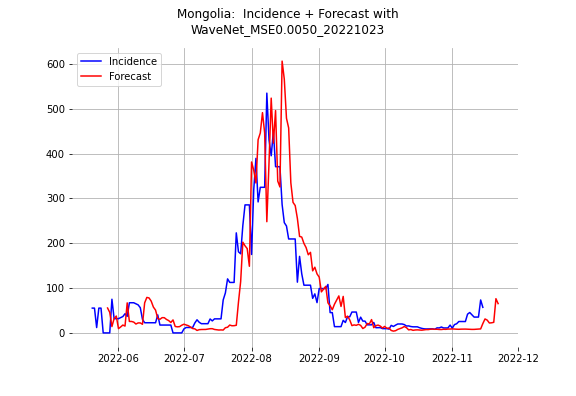 Mongolia:  Incidence + Forecast with
WaveNet_MSE0.0050_20221023
Incidence
Forecast
600
500
400
300
200
100
0
2022-06 2022-07 2022-08 2022-09 2022-10 2022-11 2022-12